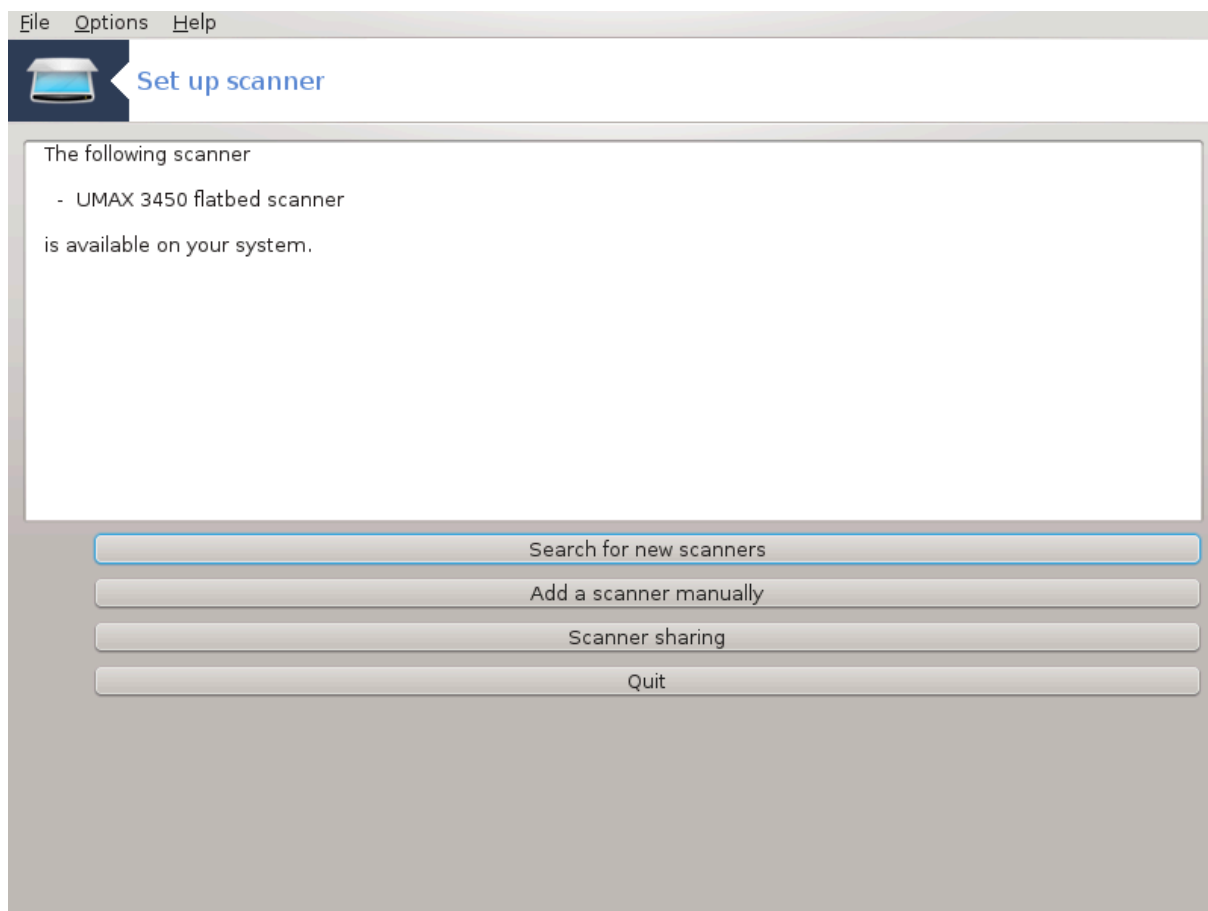 File Options Help
Set up scanner
The following scanner
- UMAX 3450 flatbed scanner
is available on your system.
Search for new scanners
Add a scanner manually
Scanner sharing
Quit